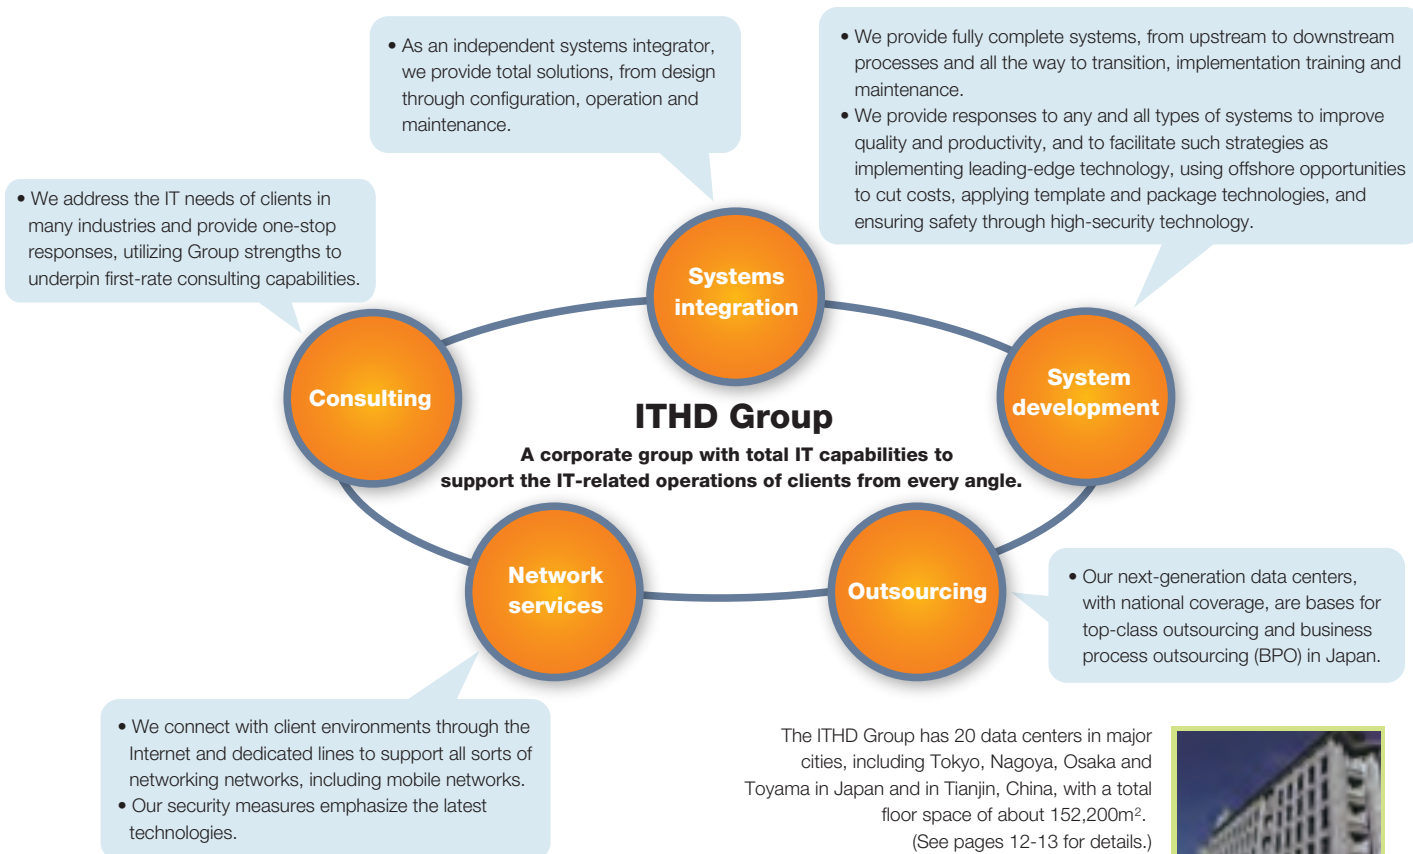 • As an independent systems integrator,
we provide total solutions, from design
through configuration, operation and
maintenance.
• We provide fully complete systems, from upstream to downstream
processes and all the way to transition, implementation training and
maintenance.
• We provide responses to any and all types of systems to improve
quality and productivity, and to facilitate such strategies as
implementing leading-edge technology, using offshore opportunities
to cut costs, applying template and package technologies, and
ensuring safety through high-security technology.
• We address the IT needs of clients in
many industries and provide one-stop
responses, utilizing Group strengths to
underpin first-rate consulting capabilities.
Systems
integration
Consulting
System
development
ITHD Group
A corporate group with total IT capabilities to
support the IT-related operations of clients from every angle.
Network
services
Outsourcing
• Our next-generation data centers,
with national coverage, are bases for
top-class outsourcing and business
process outsourcing (BPO) in Japan.
• We connect with client environments through the
Internet and dedicated lines to support all sorts of
networking networks, including mobile networks.
• Our security measures emphasize the latest
technologies.
The ITHD Group has 20 data centers in major
cities, including Tokyo, Nagoya, Osaka and
Toyama in Japan and in Tianjin, China, with a total
floor space of about 152,200m².
(See pages 12-13 for details.)